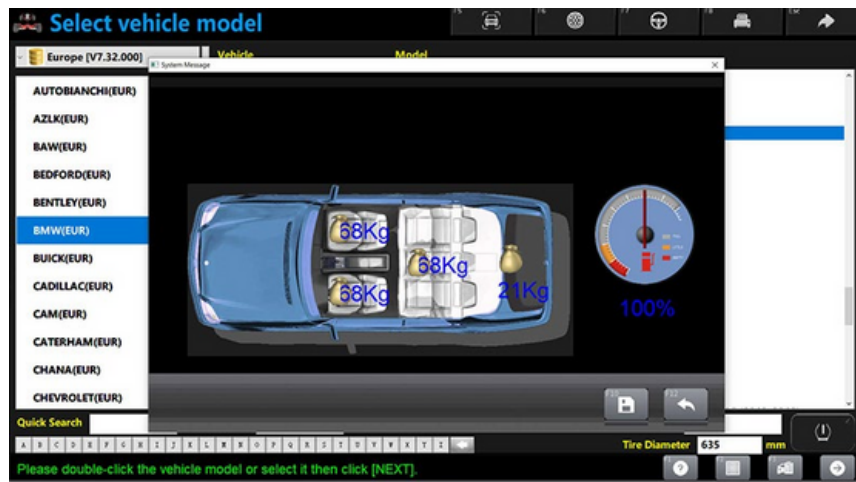 Select vehicle model
Europe [V7.32.000]
Vehicle
Model
System Message
AUTOBIANCHI(EUR)
AZLK(EUR)
BAW(EUR)
BEDFORD(EUR)
BENTLEY(EUR)
BMW(EUR)
BUICK(EUR)
CADILLAC(EUR)
CAM(EUR)
CATERHAM(EUR)
CHANA(EUR)
CHEVROLET(EUR)
68Kg
68Kg
68Kg
21Kg
100%
F10
F12
Quick Search
A B C D E F G H I J K L M N O P Q R S T U V W X Y Z
Tire Diameter 635 mm
Please double-click the vehicle model or select it then click [NEXT].